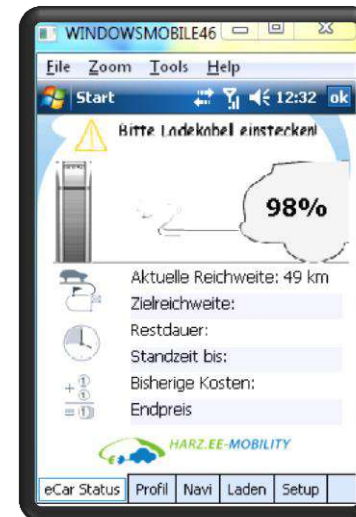 WINDOWSMOBILE46
File Zoom Tools Help
Start 12:32 ok
Bitte Ladekabel einstecken!
98%
Aktuelle Reichweite: 49 km
Zielreichweite:
Restdauer:
Standzeit bis:
Bisherige Kosten:
Endpreis
HARZ.EE-MOBILITY
eCar Status Profil Navi Laden Setup